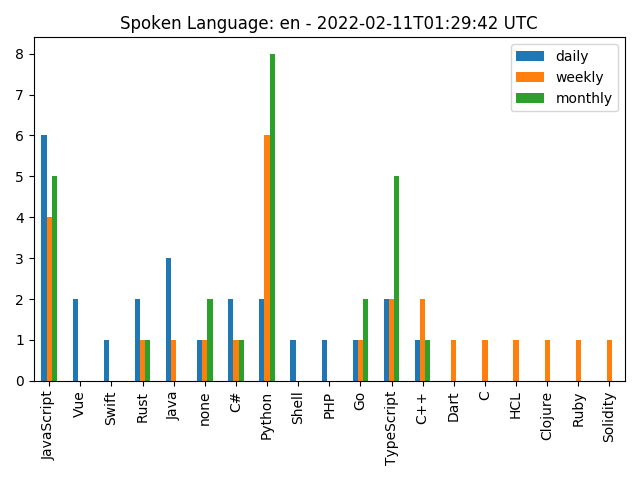 Spoken Language: en - 2022-02-11T01:29:42 UTC
daily
weekly
monthly
8
7
6
5
4
3
2
1
0
JavaScript
Vue
Swift
Rust
Java
none
C#
Python
Shell
PHP
Go
TypeScript
C++
Dart
C
HCL
Clojure
Ruby
Solidity